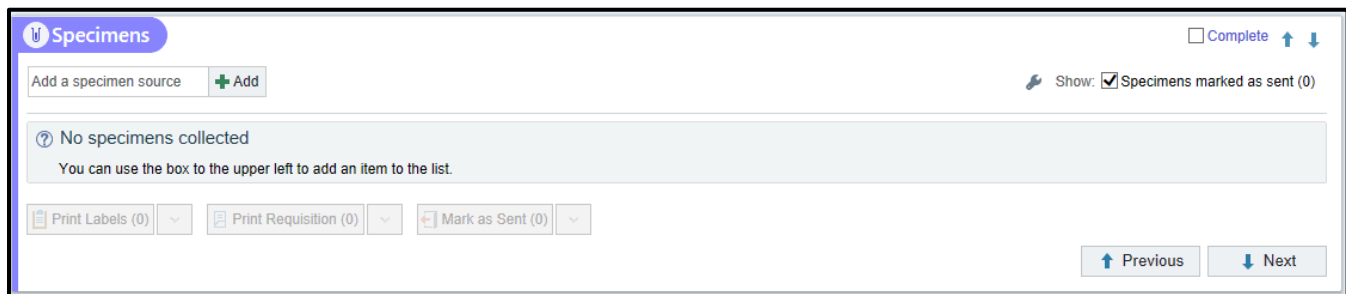 Specimens
Complete
Add a specimen source Add
Show: Specimens marked as sent (0)
No specimens collected
You can use the box to the upper left to add an item to the list.
Print Labels (0) Print Requisition (0) Mark as Sent (0)
Previous Next